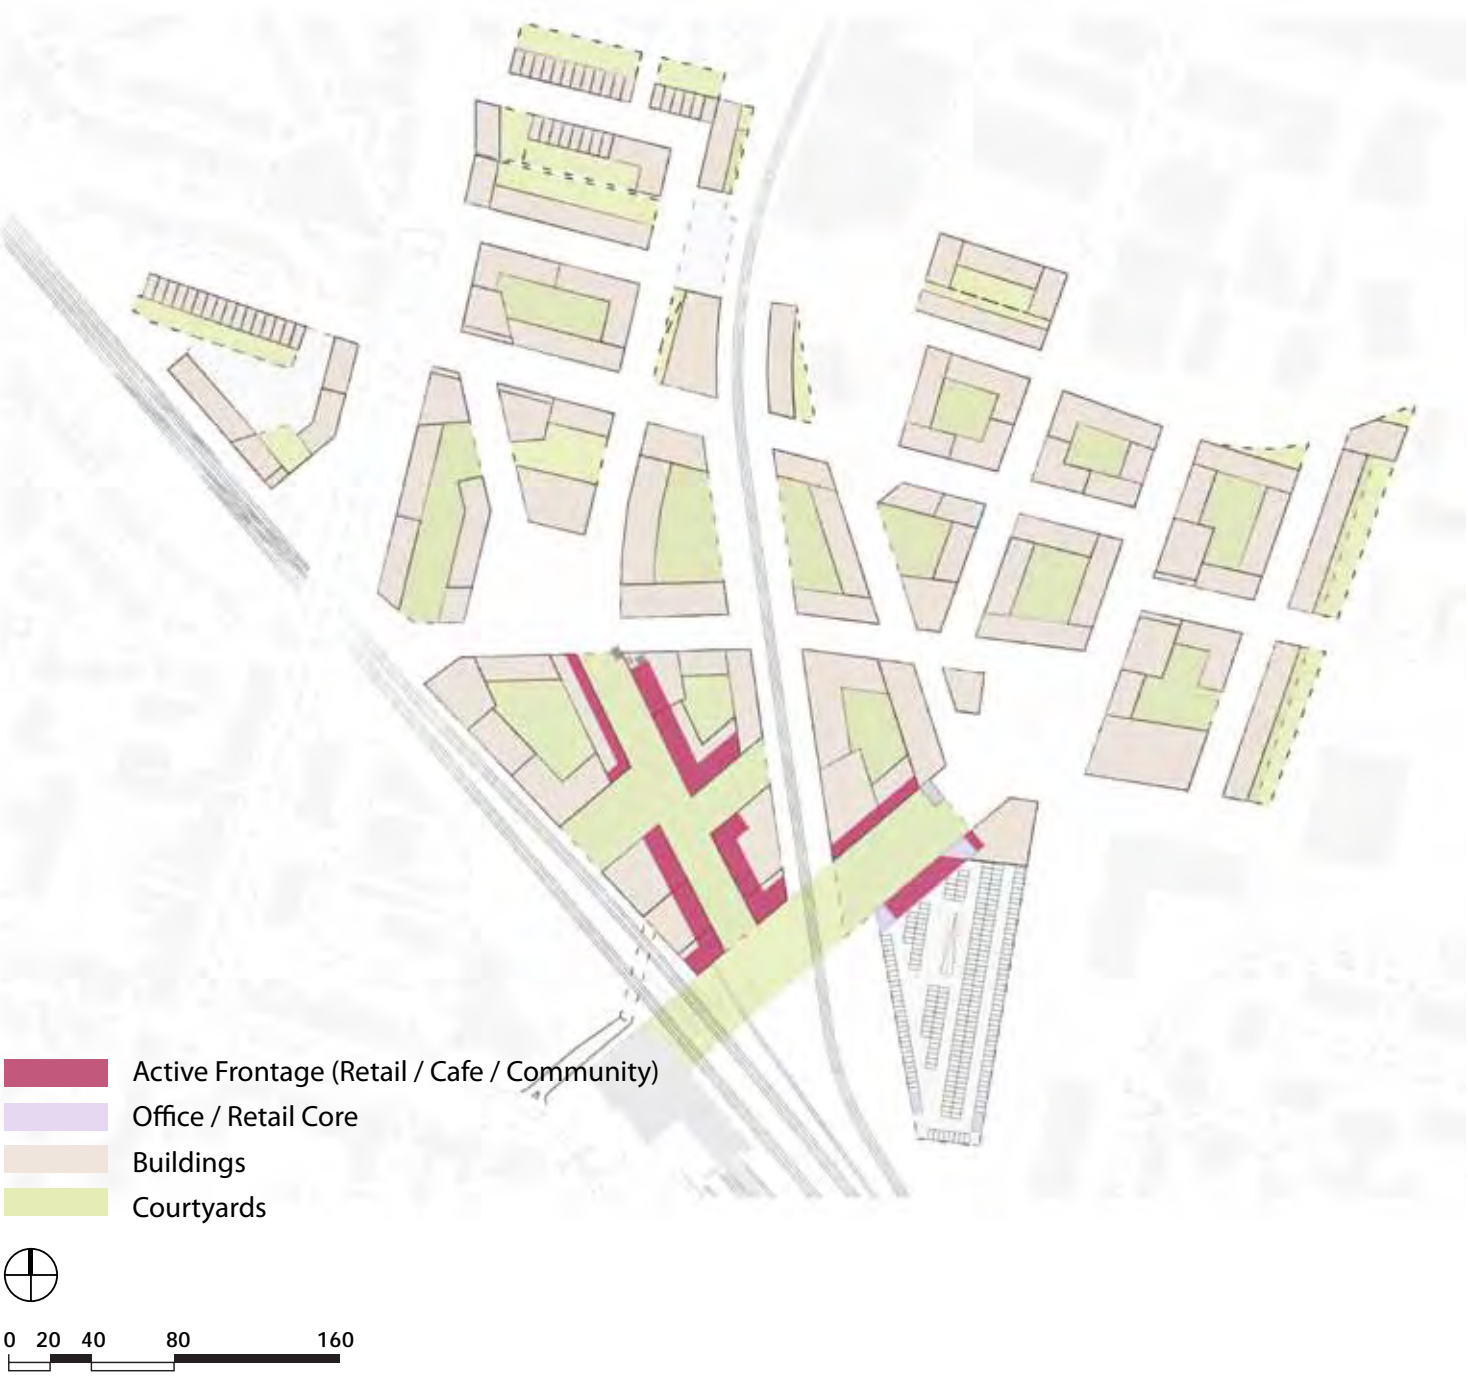 Active Frontage (Retail / Cafe / Community)
Office / Retail Core
Buildings
Courtyards
0 20 40 80 160